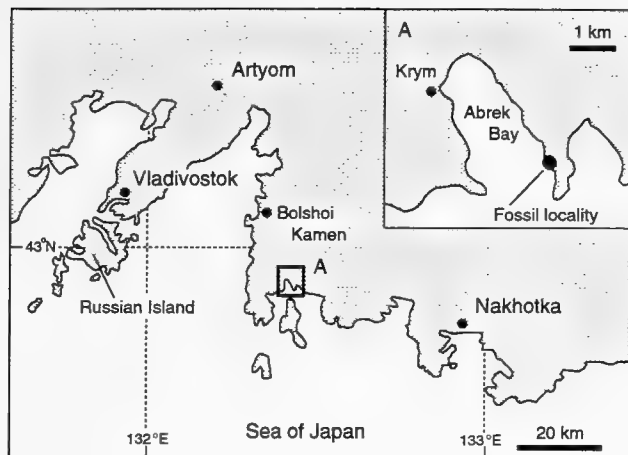 A
1 km
Krym
Abrek
Bay
Fossil locality
Artyom
Vladivostok
Bolshoi
Kamen
43°N
A
Russian Island
Nakhotka
132°E
Sea of Japan
133°E
20 km